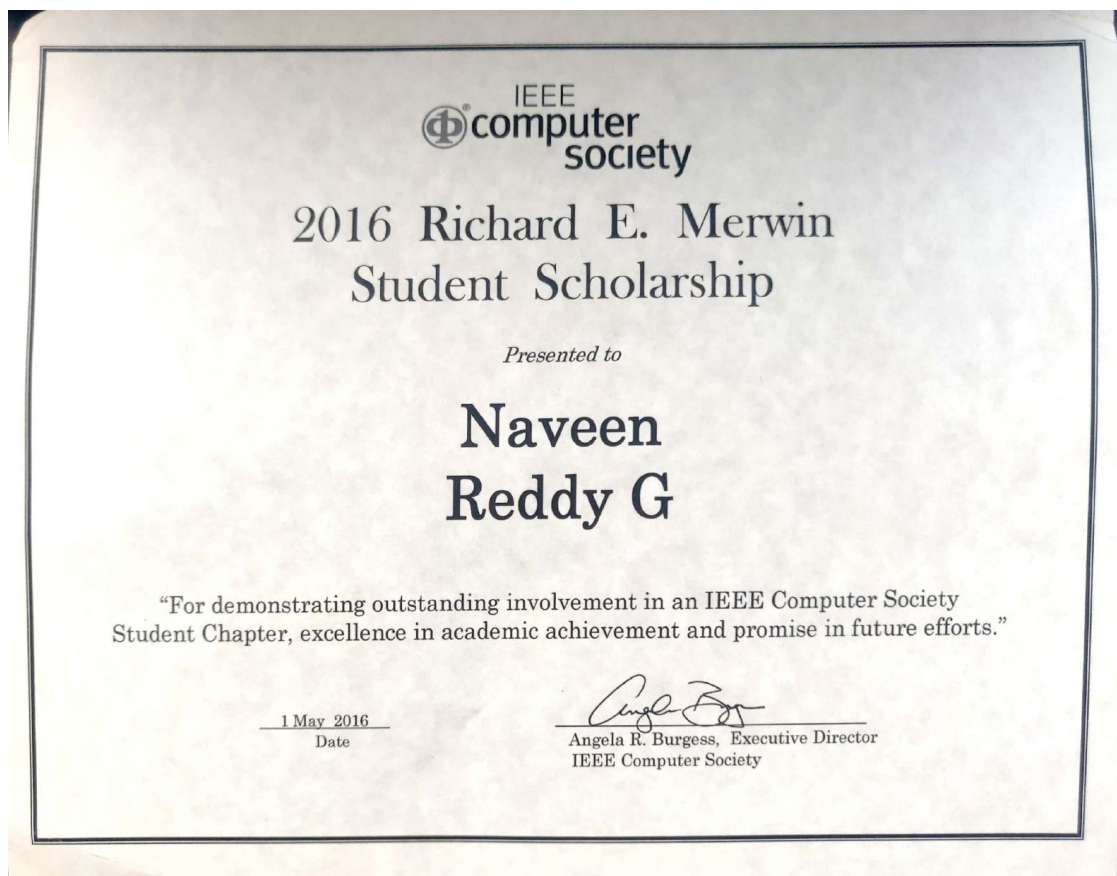 IEEE
computer
society
2016 Richard E. Merwin
Student Scholarship
Presented to
Naveen
Reddy G
“For demonstrating outstanding involvement in an IEEE Computer Society
Student Chapter, excellence in academic achievement and promise in future efforts.”
1 May 2016
Date
Angela R. Burgess, Executive Director
IEEE Computer Society